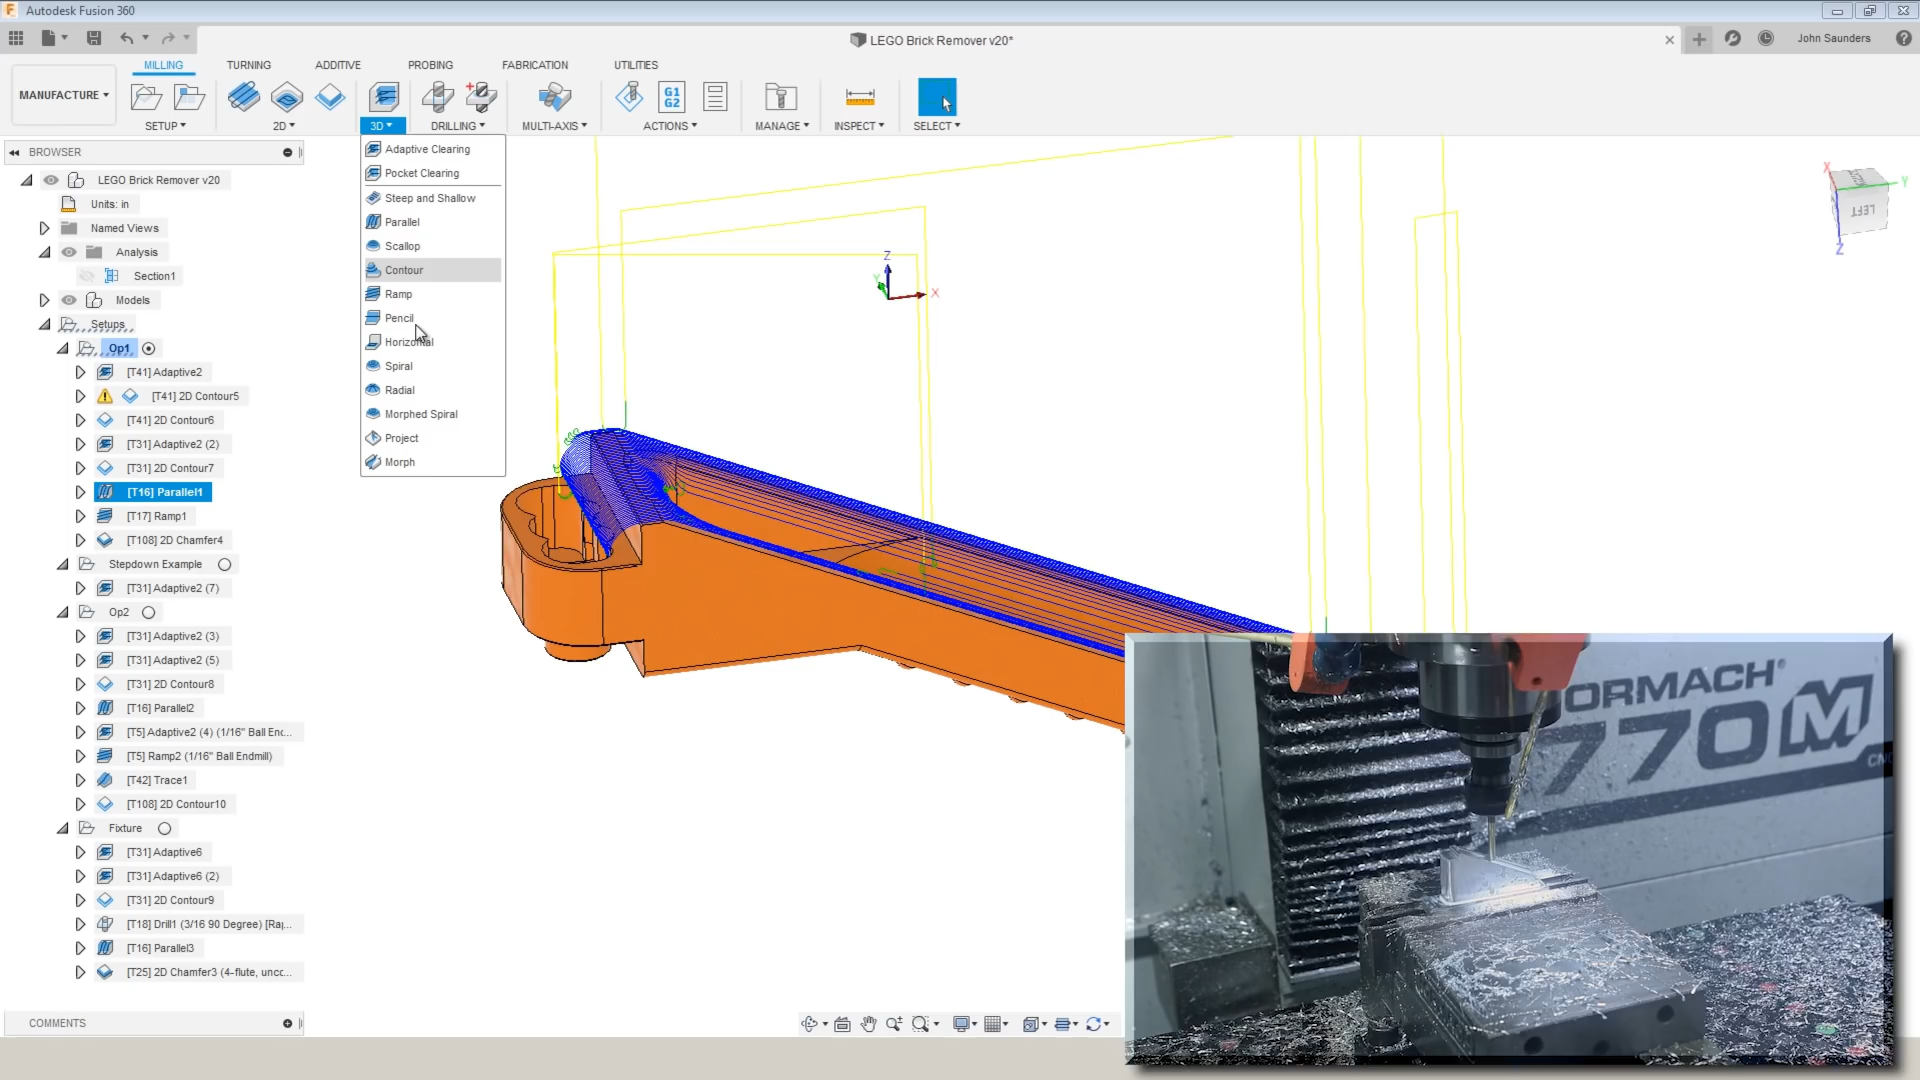 Autodesk Fusion 360
LEGO Brick Remover v20*
John Saunders
MILLING
TURNING
ADDITIVE
PROBING
FABRICATION
UTILITIES
MANUFACTURE
G1
G2
SETUP
2D
3D
DRILLING
MULTI-AXIS
ACTIONS
MANAGE
INSPECT
SELECT
BROWSER
LEGO Brick Remover v20
Units: in
Named Views
Analysis
Section1
Models
Setups
Op1
[T41] Adaptive2
[T41] 2D Contour5
[T41] 2D Contour6
[T31] Adaptive2 (2)
[T31] 2D Contour7
[T16] Parallel1
[T17] Ramp1
[T108] 2D Chamfer4
Stepdown Example
[T31] Adaptive2 (7)
Op2
[T31] Adaptive2 (3)
[T31] Adaptive2 (5)
[T31] 2D Contour8
[T16] Parallel2
[T5] Adaptive2 (4) (1/16" Ball Enc...
[T5] Ramp2 (1/16" Ball Endmill)
[T42] Trace1
[T108] 2D Contour10
Fixture
[T31] Adaptive6
[T31] Adaptive6 (2)
[T31] 2D Contour9
[T18] Drill1 (3/16 90 Degree) [Rap...
[T16] Parallel3
[T25] 2D Chamfer3 (4-flute, uncc...
COMMENTS
Adaptive Clearing
Pocket Clearing
Steep and Shallow
Parallel
Scallop
Contour
Ramp
Pencil
Horizontal
Spiral
Radial
Morphed Spiral
Project
Morph
Z
Y
X
X
Y
LEFT
Z
ORMACH®
770M
CNC